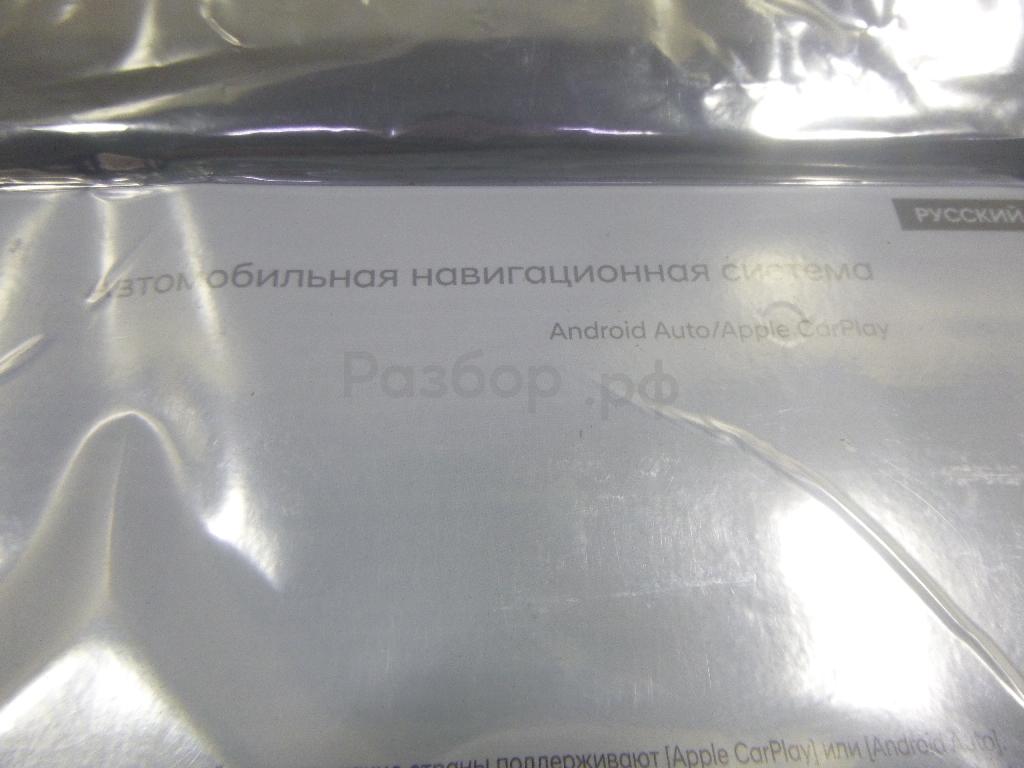 РУССКИЙ
Автомобильная навигационная система
Android Auto/Apple CarPlay
Разбор.рф
страны поддерживают [Apple CarPlay] или [Android Auto].